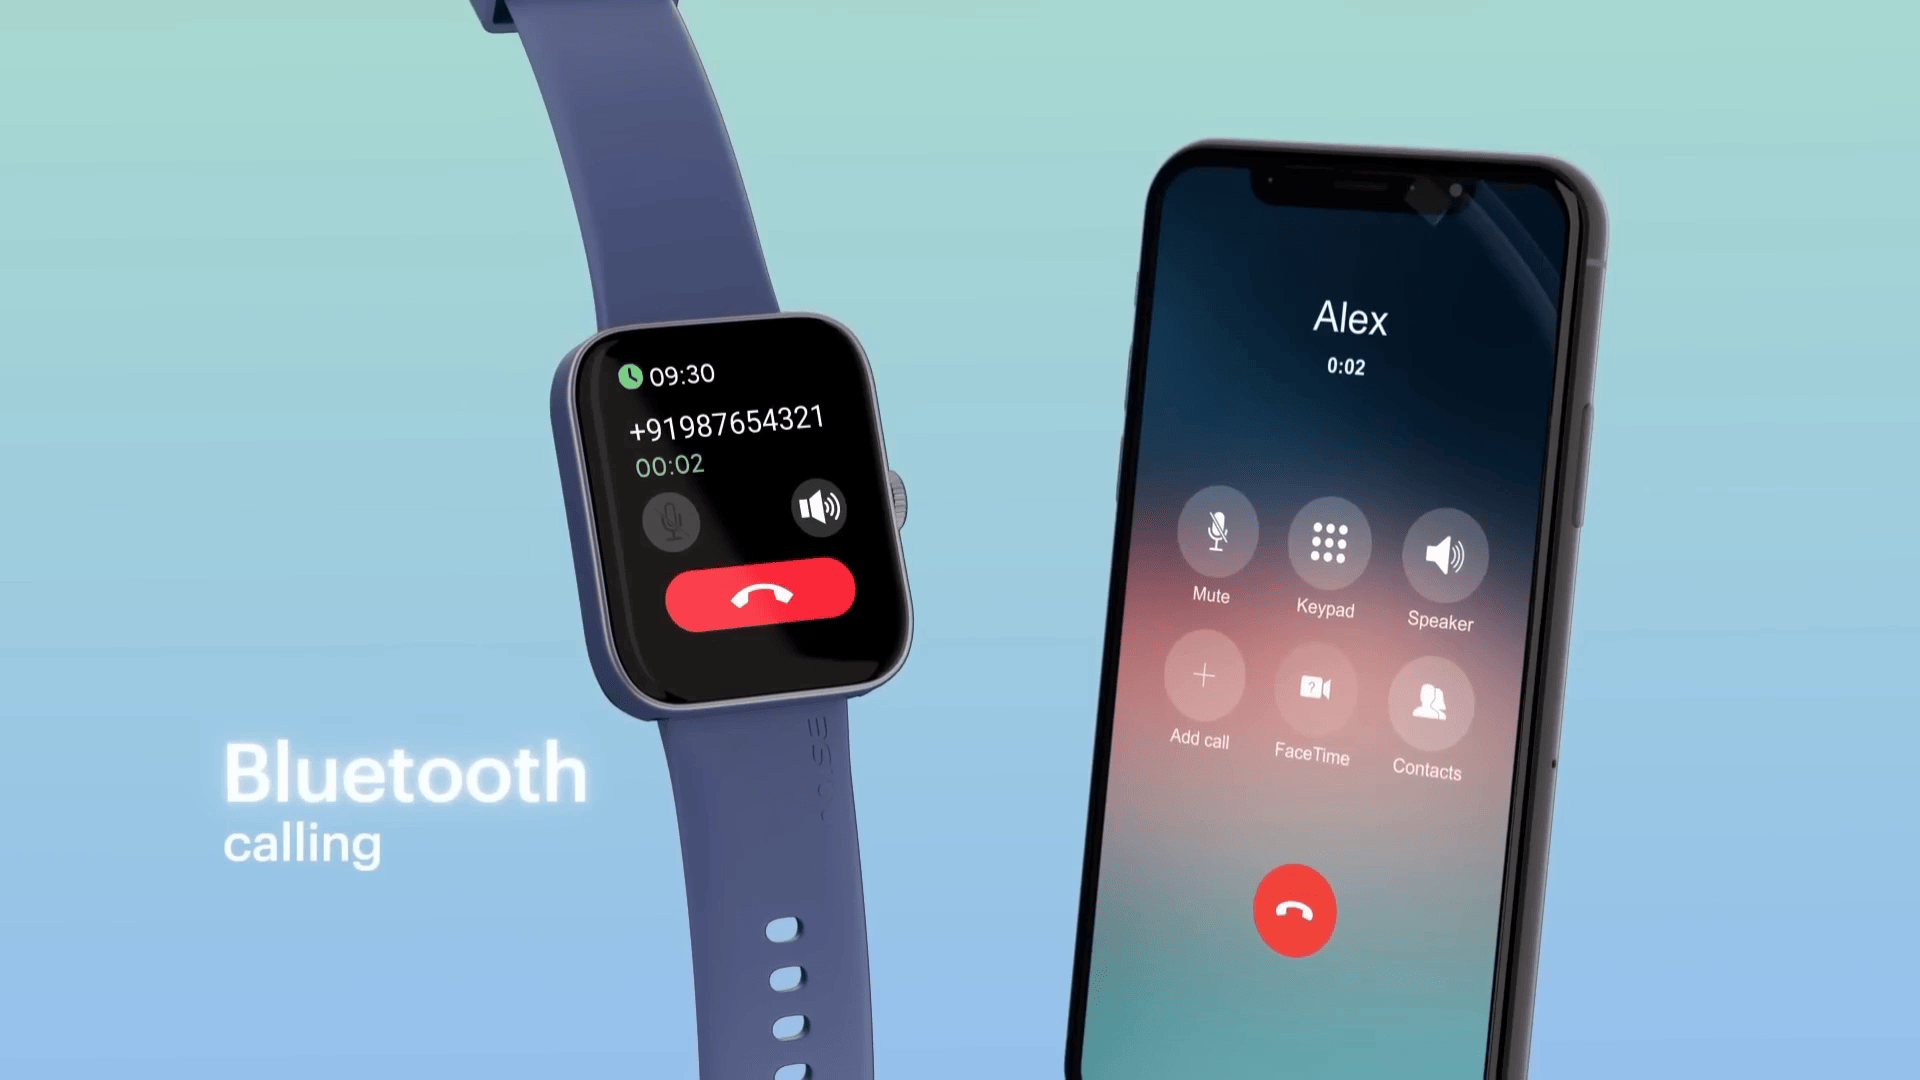 09:30
+91987654321
00:02
Bluetooth
calling
Alex
0:02
Mute
Keypad
Speaker
Add call
FaceTime
Contacts